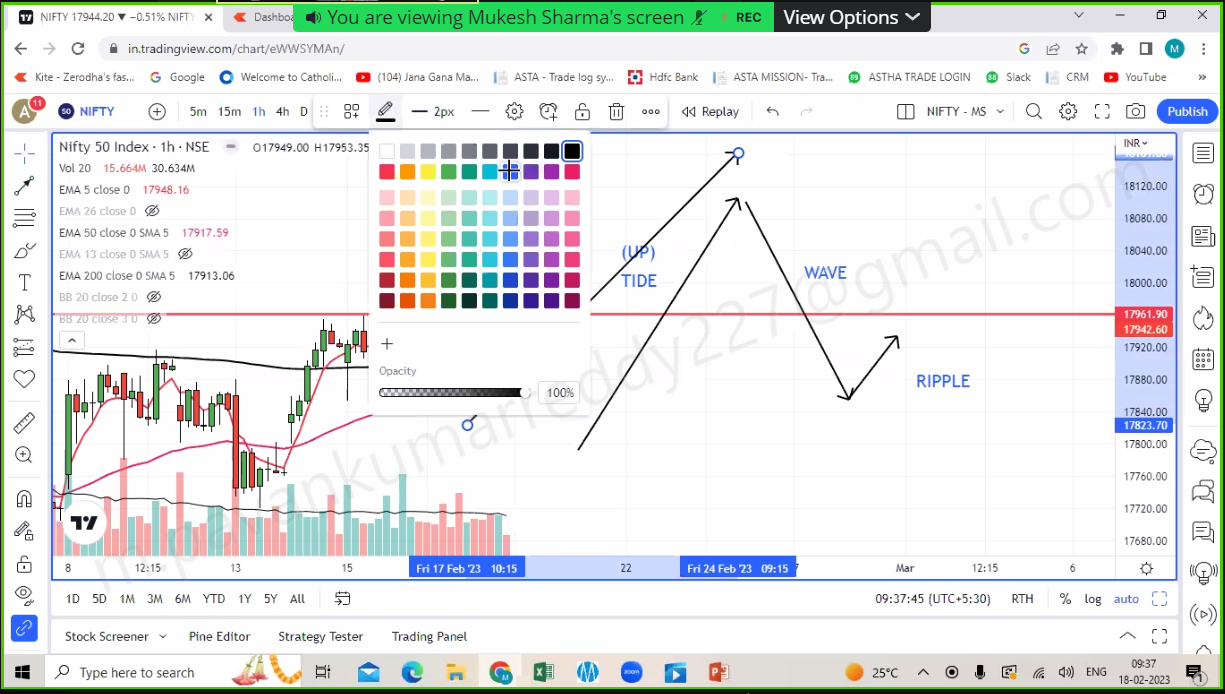 NIFTY 17944.20 ▼ −0.51% NIFT
Dashbo
You are viewing Mukesh Sharma's screen
REC
View Options
in.tradingview.com/chart/eWWSYMAn/
M
Kite - Zerodha's fas...
Google
Welcome to Catholi...
(104) Jana Gana Ma...
ASTA - Trade log sy...
Hdfc Bank
ASTA MISSION- Tra...
ASTHA TRADE LOGIN
Slack
CRM
YouTube
A
11
50
NIFTY
5m
15m
1h
4h
D
2px
Replay
NIFTY - MS
Publish
Nifty 50 Index · 1h · NSE
O17949.00 H17953.35
Vol 20 15.664M 30.634M
EMA 5 close 0 17948.16
EMA 26 close 0
EMA 50 close 0 SMA 5 17917.59
EMA 13 close 0 SMA 5
EMA 200 close 0 SMA 5 17913.06
BB 20 close 2 0
BB 20 close 3 0
Opacity
100%
(UP)
TIDE
WAVE
RIPPLE
m.pavankumarreddy227@gmail.com
INR
18120.00
18080.00
18040.00
18000.00
17961.90
17942.60
17920.00
17880.00
17840.00
17823.70
17800.00
17760.00
17720.00
17680.00
8
12:15
13
15
Fri 17 Feb '23 10:15
22
Fri 24 Feb '23 09:15
Mar
12:15
6
1D
5D
1M
3M
6M
YTD
1Y
5Y
All
09:37:45 (UTC+5:30)
RTH
%
log
auto
Stock Screener
Pine Editor
Strategy Tester
Trading Panel
Type here to search
25°C
ENG
09:37
18-02-2023
1